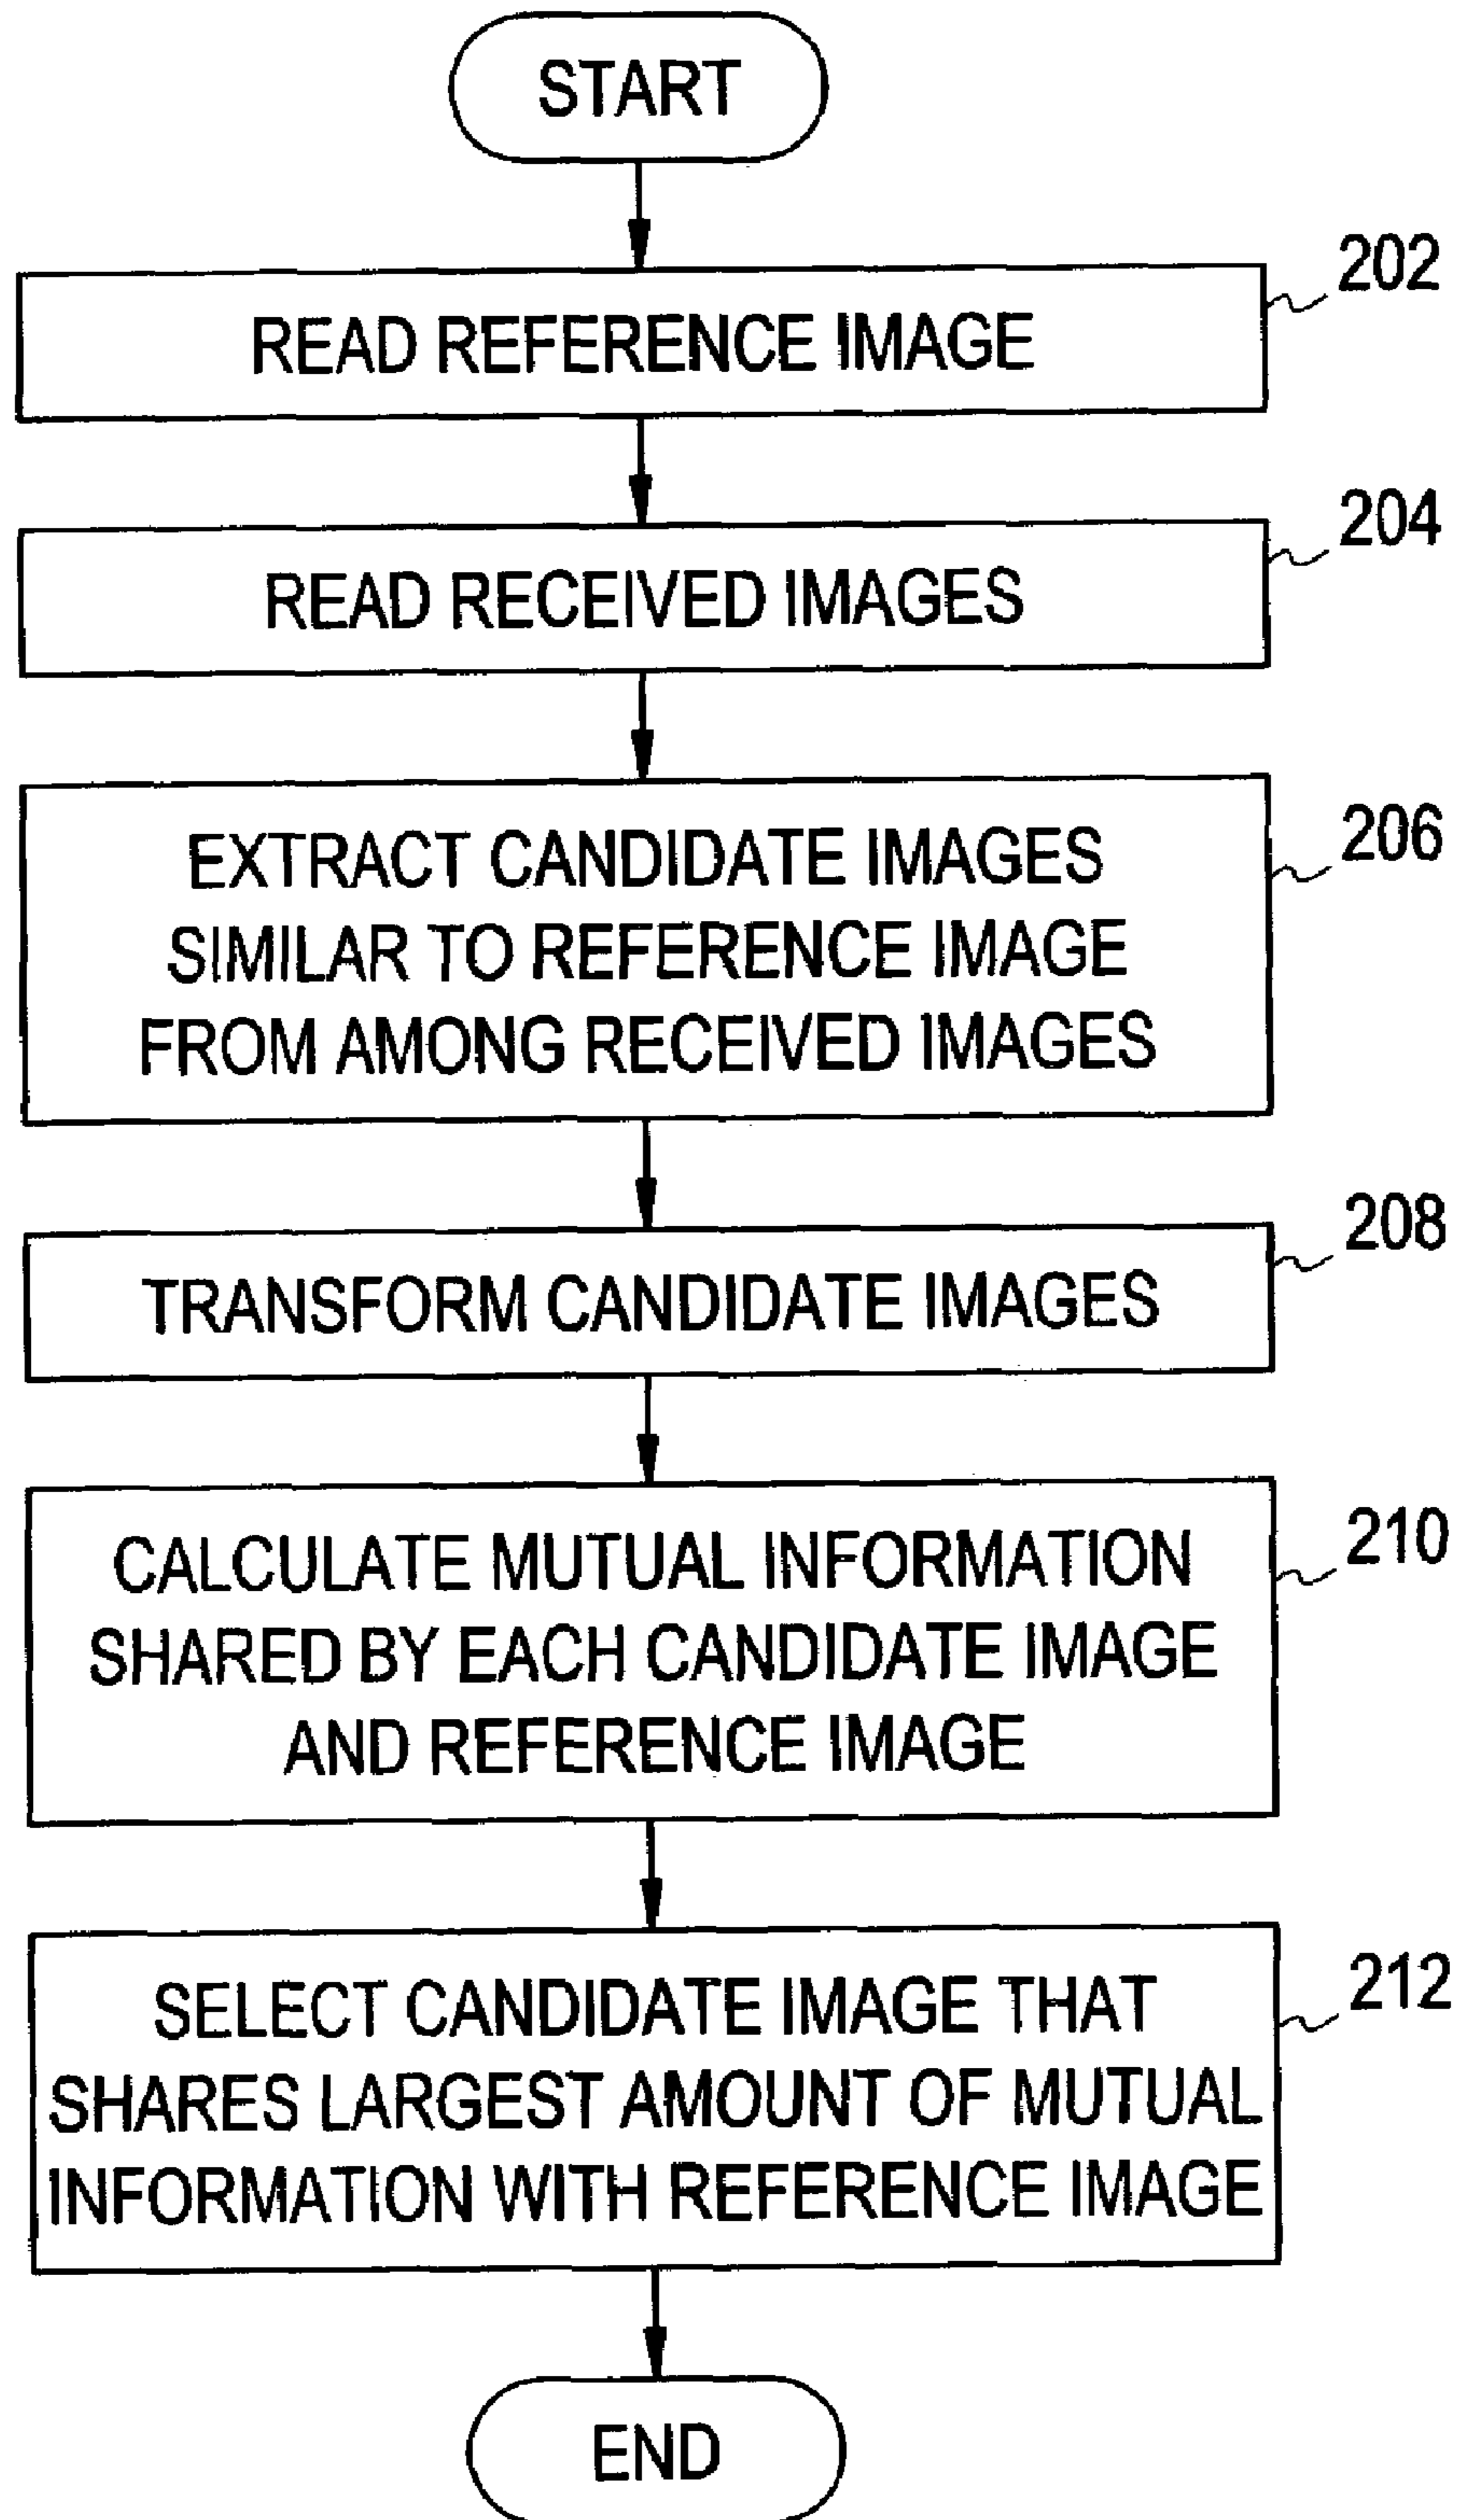 START
202
READ REFERENCE IMAGE
204
READ RECEIVED IMAGES
206
EXTRACT CANDIDATE IMAGES
SIMILAR TO REFERENCE IMAGE
FROM AMONG RECEIVED IMAGES
208
TRANSFORM CANDIDATE IMAGES
210
CALCULATE MUTUAL INFORMATION
SHARED BY EACH CANDIDATE IMAGE
AND REFERENCE IMAGE
212
SELECT CANDIDATE IMAGE THAT
SHARES LARGEST AMOUNT OF MUTUAL
INFORMATION WITH REFERENCE IMAGE
END